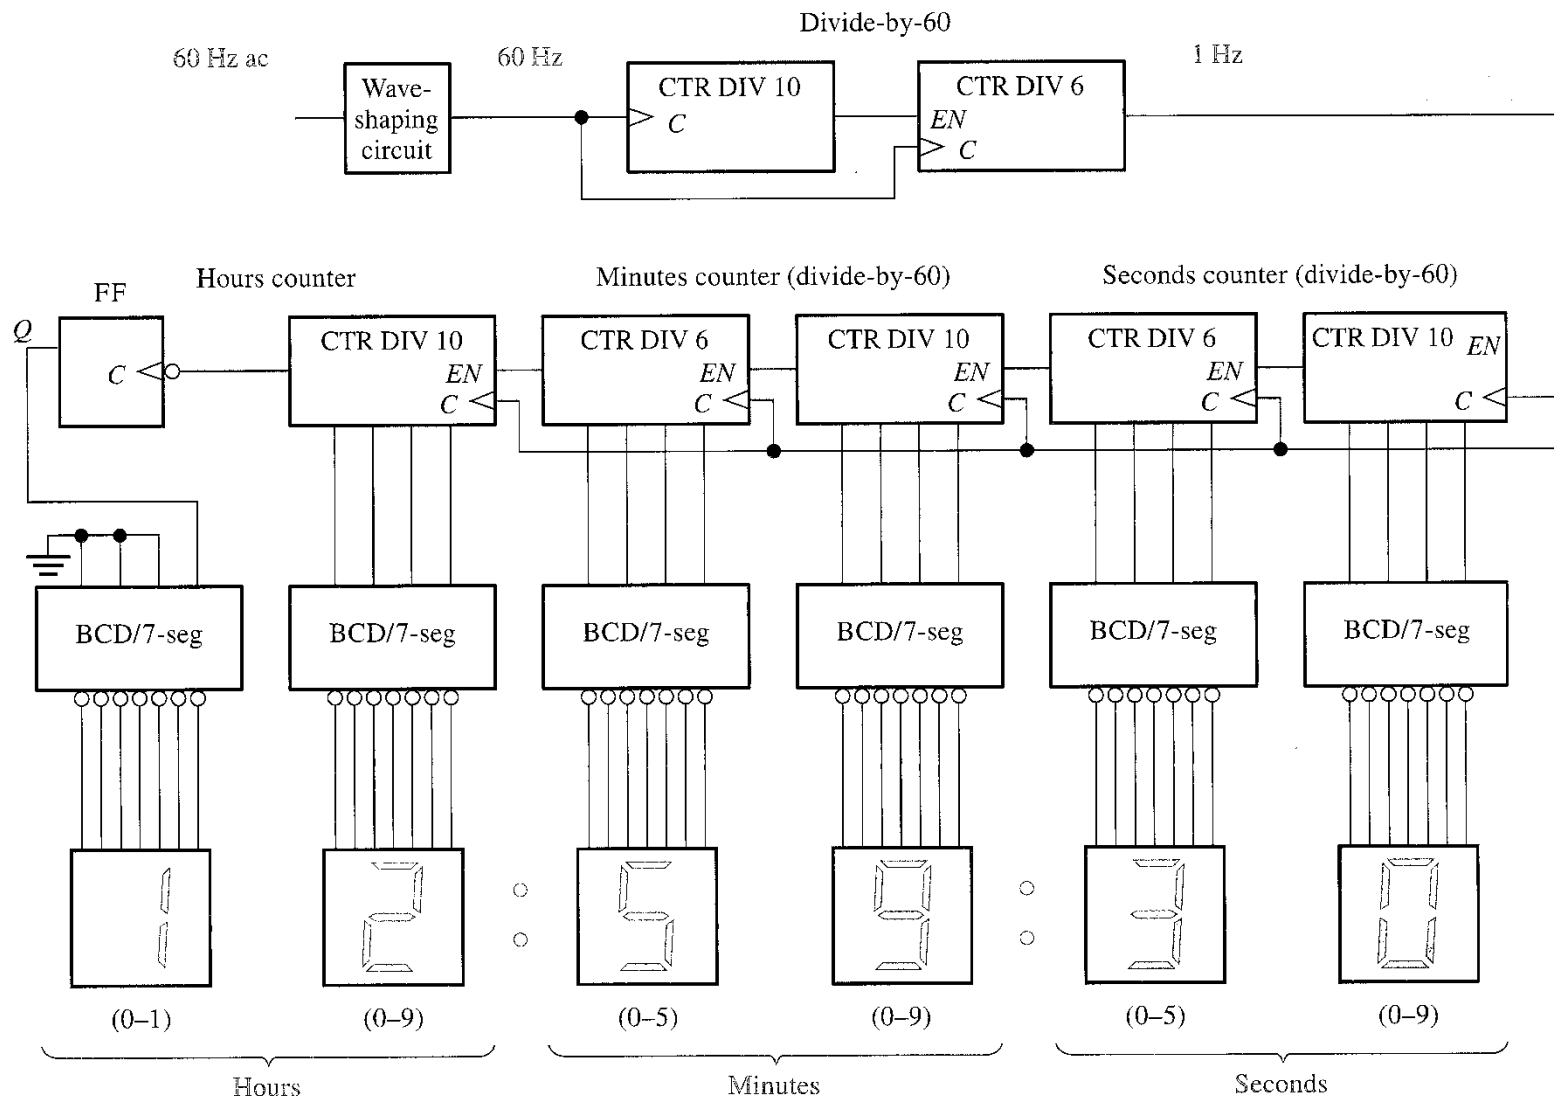 Divide-by-60
60 Hz ac
60 Hz
1 Hz
Wave-
shaping
circuit
CTR DIV 10
C
CTR DIV 6
EN
C
Hours counter
Minutes counter (divide-by-60)
Seconds counter (divide-by-60)
FF
Q
C
CTR DIV 10
EN
C
CTR DIV 6
EN
C
CTR DIV 10
EN
C
CTR DIV 6
EN
C
CTR DIV 10
EN
C
BCD/7-seg
BCD/7-seg
BCD/7-seg
BCD/7-seg
BCD/7-seg
BCD/7-seg
12:59:30
(0–1)
(0–9)
(0–5)
(0–9)
(0–5)
(0–9)
Hours
Minutes
Seconds